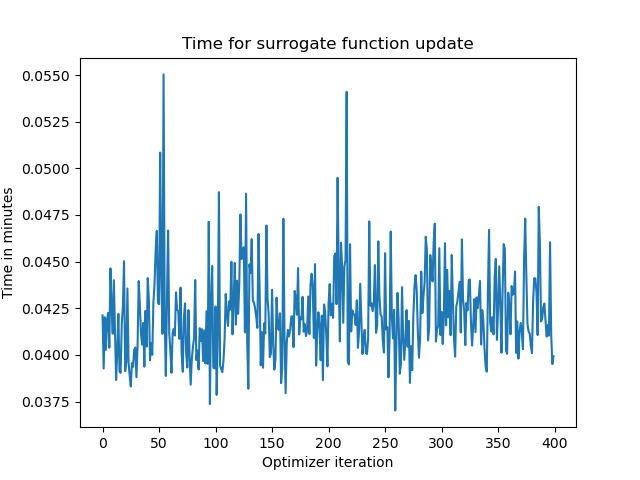 Time for surrogate function update
Time in minutes
0.0550
0.0525
0.0500
0.0475
0.0450
0.0425
0.0400
0.0375
0 50 100 150 200 250 300 350 400
Optimizer iteration